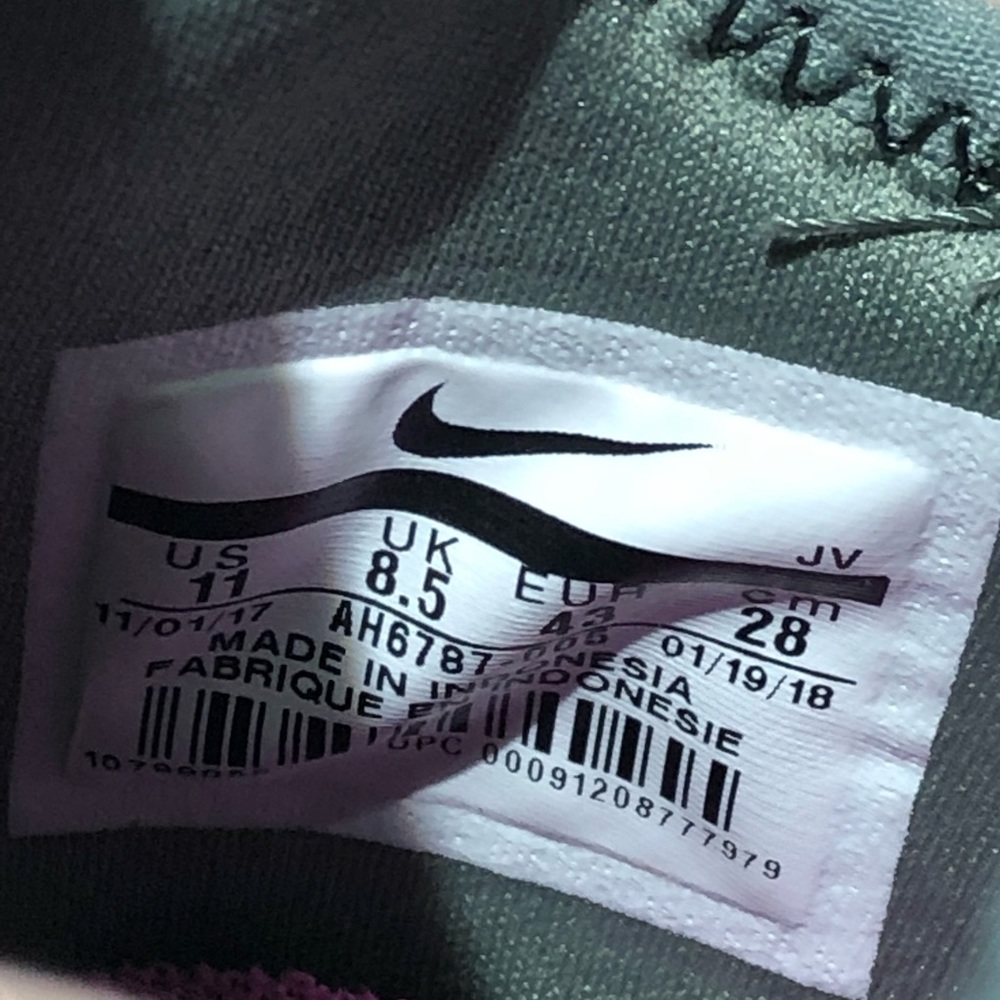 JV
US UK EUR cm
11 8.5 43 28
11/01/17 AH6787 01/19/18
MADE IN INDONESIA
FABRIQUE EN INDONESIE
UPC 00091208777979